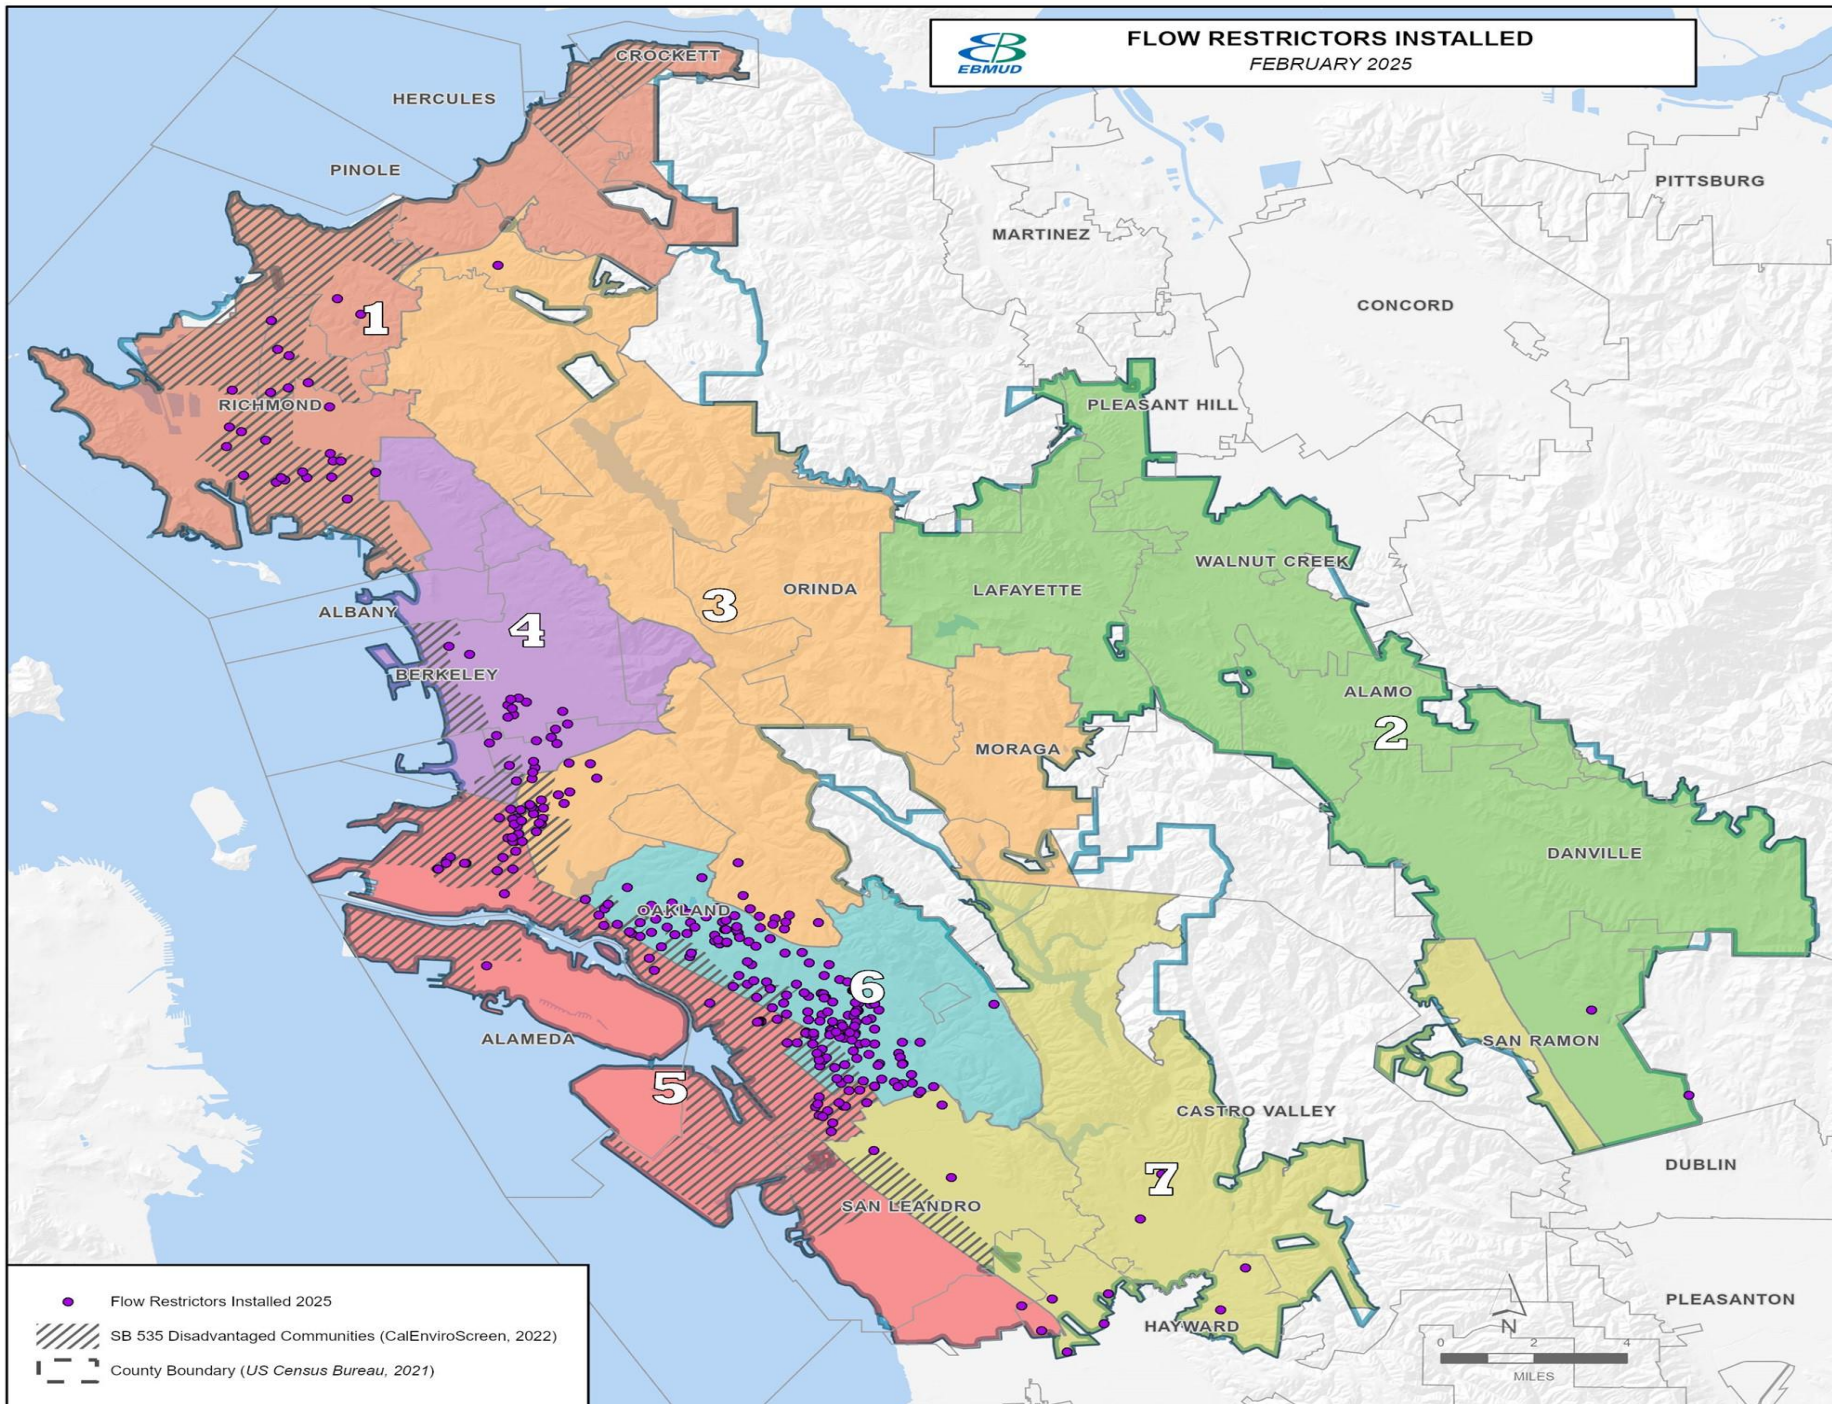 FLOW RESTRICTORS INSTALLED
FEBRUARY 2025
EBMUD
CROCKETT
HERCULES
PINOLE
PITTSBURG
MARTINEZ
CONCORD
1
RICHMOND
PLEASANT HILL
WALNUT CREEK
LAFAYETTE
ORINDA
3
ALBANY
4
BERKELEY
ALAMO
2
MORAGA
DANVILLE
OAKLAND
6
ALAMEDA
SAN RAMON
5
CASTRO VALLEY
7
DUBLIN
SAN LEANDRO
PLEASANTON
HAYWARD
Flow Restrictors Installed 2025
SB 535 Disadvantaged Communities (CalEnviroScreen, 2022)
County Boundary (US Census Bureau, 2021)
N
0 2 4
MILES